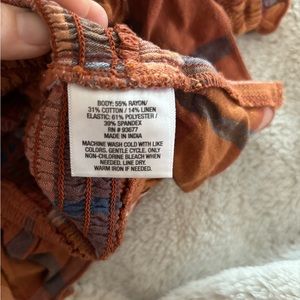 BODY: 55% RAYON/
31% COTTON / 14% LINEN
ELASTIC: 61% POLYESTER /
39% SPANDEX
RN # 93677
MADE IN INDIA
MACHINE WASH COLD WITH LIKE
COLORS. GENTLE CYCLE. ONLY
NON-CHLORINE BLEACH WHEN
NEEDED. LINE DRY.
WARM IRON IF NEEDED.